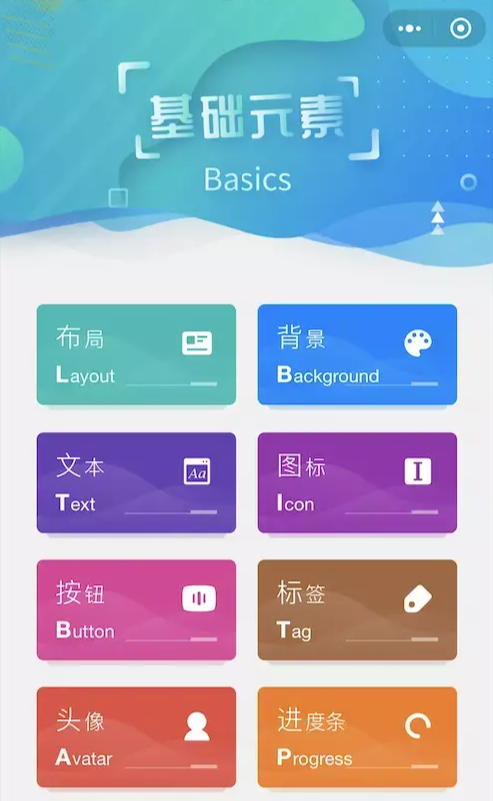 基础元素
Basics
布局
Layout
背景
Background
文本
Aa
Text
图标
I
Icon
按钮
Button
标签
Tag
头像
Avatar
进度条
Progress